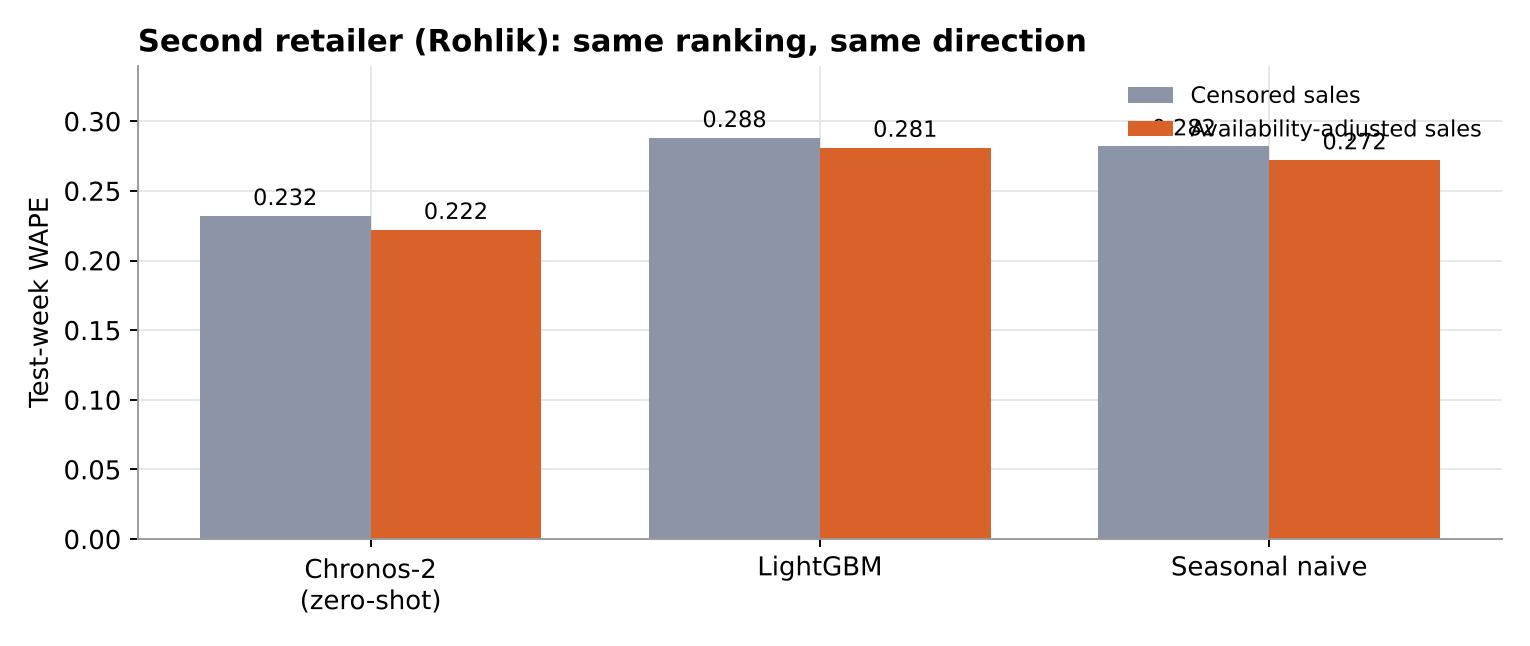 Second retailer (Rohlik): same ranking, same direction
Censored sales
Availability-adjusted sales
Test-week WAPE
0.30
0.25
0.20
0.15
0.10
0.05
0.00
0.232
0.222
0.288
0.281
0.282
0.272
Chronos-2
(zero-shot)
LightGBM
Seasonal naive